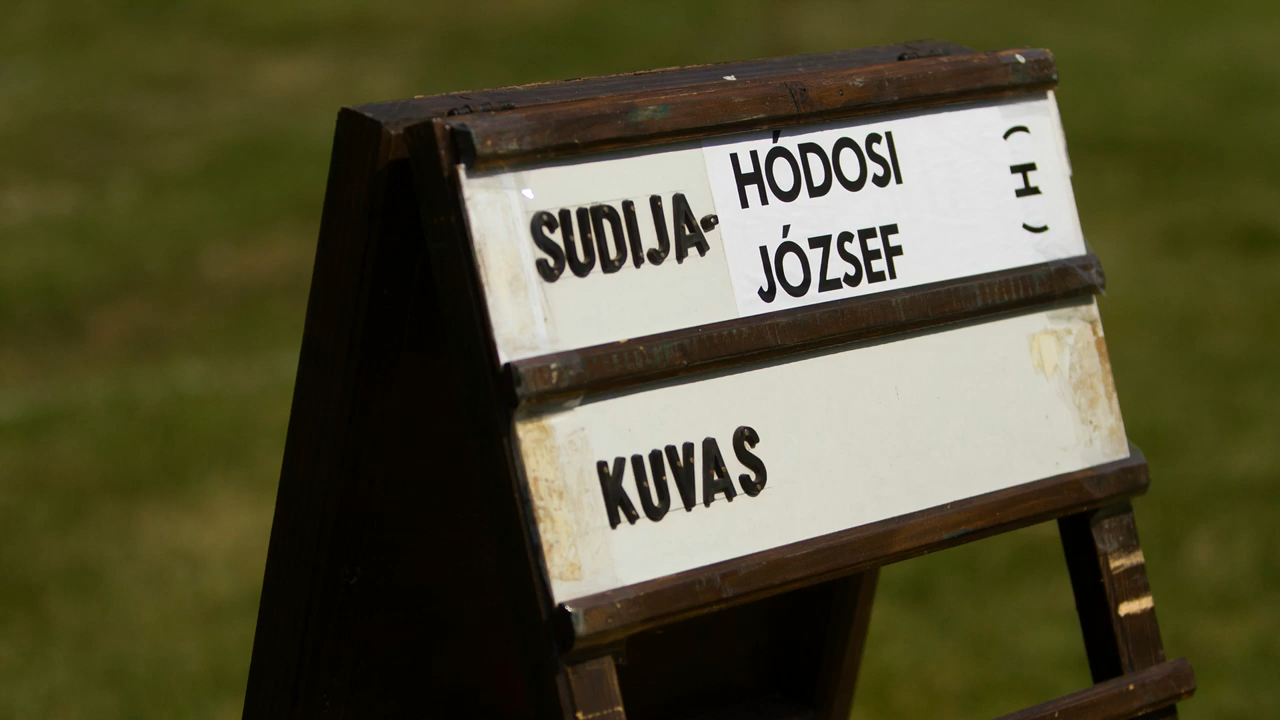 SUDIJA-
HÓDOSI
JÓZSEF
(H)
KUVAS